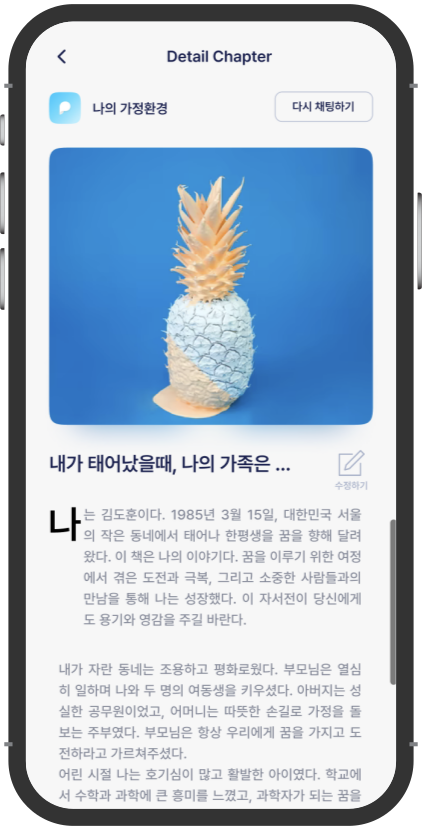 Detail Chapter
나의 가정환경
다시 채팅하기
내가 태어났을때, 나의 가족은 ...
수정하기
나는 김도훈이다. 1985년 3월 15일, 대한민국 서울
의 작은 동네에서 태어나 한평생을 꿈을 향해 달려
왔다. 이 책은 나의 이야기다. 꿈을 이루기 위한 여정
에서 겪은 도전과 극복, 그리고 소중한 사람들과의
만남을 통해 나는 성장했다. 이 자서전이 당신에게
도 용기와 영감을 주길 바란다.
내가 자란 동네는 조용하고 평화로웠다. 부모님은 열심
히 일하며 나와 두 명의 여동생을 키우셨다. 아버지는 성
실한 공무원이었고, 어머니는 따뜻한 손길로 가정을 돌
보는 주부였다. 부모님은 항상 우리에게 꿈을 가지고 도
전하라고 가르쳐주셨다.
어린 시절 나는 호기심이 많고 활발한 아이였다. 학교에
서 수학과 과학에 큰 흥미를 느꼈고, 과학자가 되는 꿈을